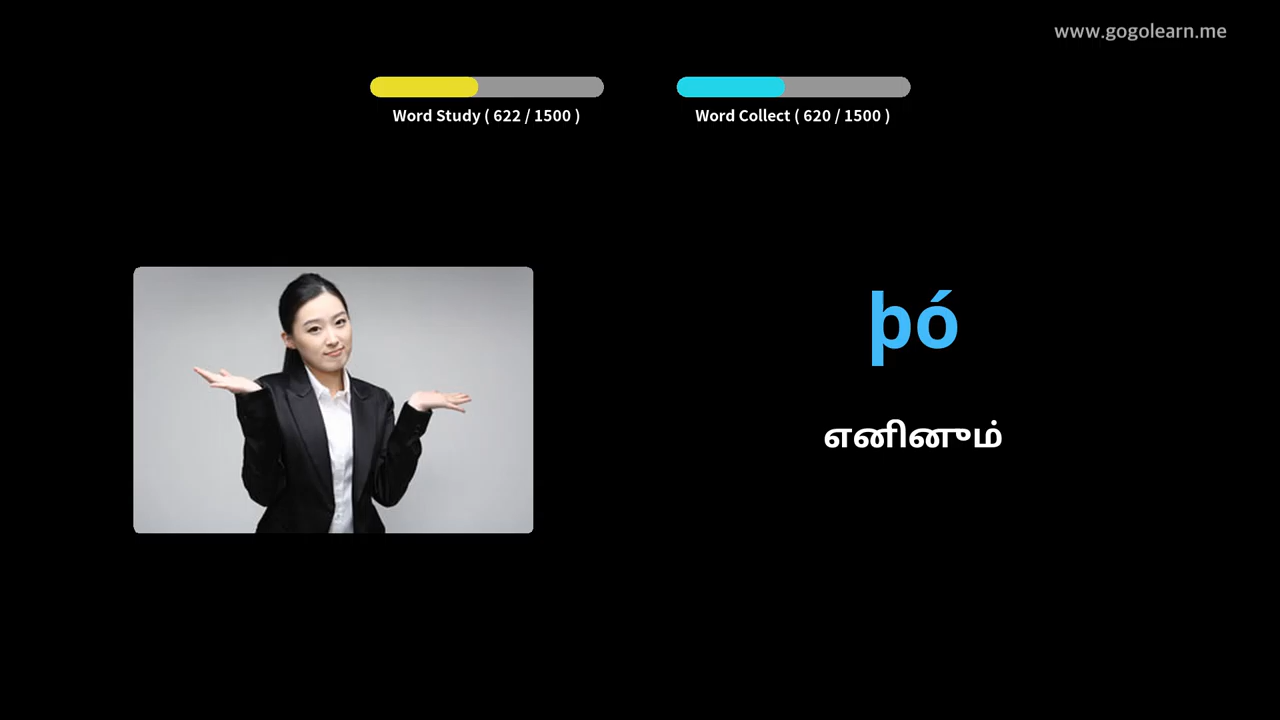 www.gogolearn.me
Word Study ( 622 / 1500 )
Word Collect ( 620 / 1500 )
þó
எனினும்